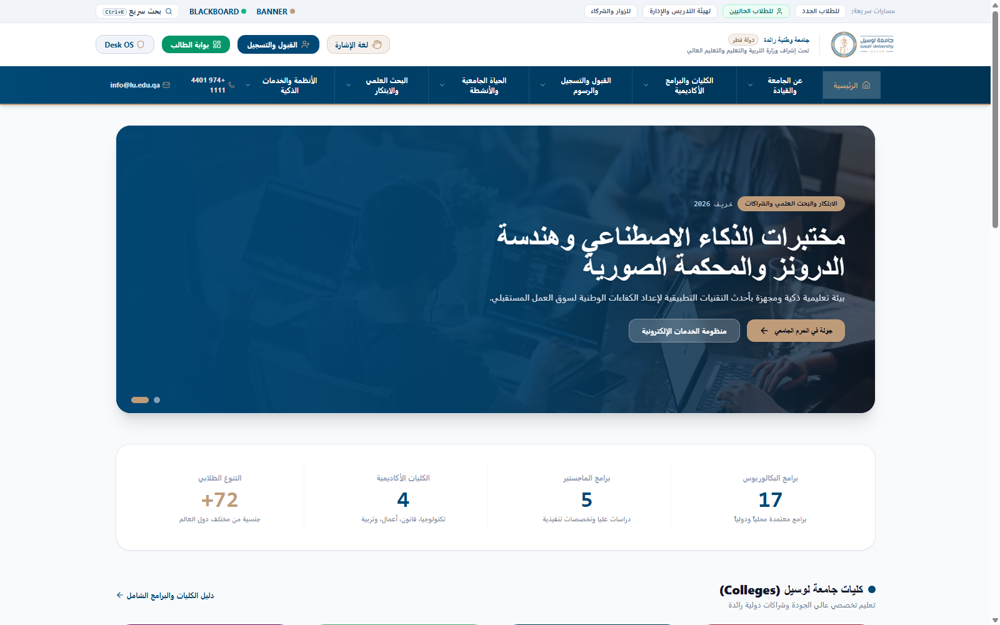 مسارات سريعة:
للطلاب الجدد
للطلاب الحاليين
لهيئة التدريس والإدارة
للزوار والشركاء
BANNER
BLACKBOARD
بحث سريع Ctrl+K
جامعة لوسيل
Lusail University
QATAR
جامعة وطنية رائدة
دولة قطر
تحت إشراف وزارة التربية والتعليم والتعليم العالي
لغة الإشارة
القبول والتسجيل
بوابة الطالب
Desk OS
الرئيسية
عن الجامعة
والقيادة
الكليات والبرامج
الأكاديمية
القبول والتسجيل
والرسوم
الحياة الجامعية
والأنشطة
البحث العلمي
والابتكار
الأنظمة والخدمات
الذكية
+974 4401
1111
info@lu.edu.qa
الابتكار والبحث العلمي والشراكات
خريف 2026
مختبرات الذكاء الاصطناعي وهندسة
الدرونز والمحكمة الصورية
بيئة تعليمية ذكية ومجهزة بأحدث التقنيات التطبيقية لإعداد الكفاءات الوطنية لسوق العمل المستقبلي.
جولة في الحرم الجامعي
منظومة الخدمات الإلكترونية
برامج البكالوريوس
17
برامج معتمدة محلياً ودولياً
برامج الماجستير
5
دراسات عليا وتخصصات تنفيذية
الكليات الأكاديمية
4
تكنولوجيا، قانون، أعمال، وتربية
التنوع الطلابي
72+
جنسية من مختلف دول العالم
كليات جامعة لوسيل (Colleges)
تعليم تخصصي عالي الجودة وشراكات دولية رائدة
دليل الكليات والبرامج الشامل